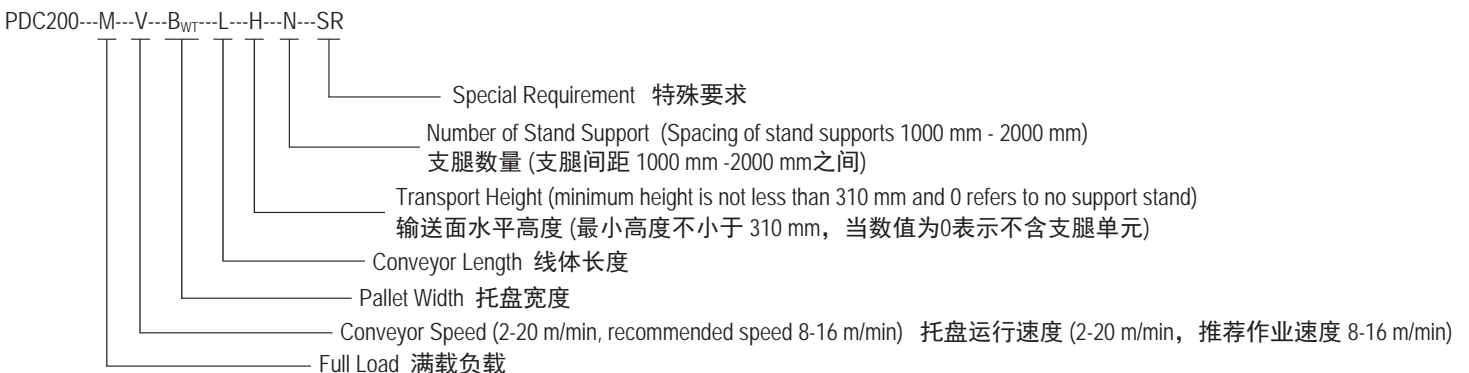 PDC200---M---V---B_WT---L---H---N---SR
Special Requirement 特殊要求
Number of Stand Support (Spacing of stand supports 1000 mm - 2000 mm)
支腿数量 (支腿间距 1000 mm -2000 mm之间)
Transport Height (minimum height is not less than 310 mm and 0 refers to no support stand)
输送面水平高度 (最小高度不小于 310 mm，当数值为0表示不含支腿单元)
Conveyor Length 线体长度
Pallet Width 托盘宽度
Conveyor Speed (2-20 m/min, recommended speed 8-16 m/min) 托盘运行速度 (2-20 m/min，推荐作业速度 8-16 m/min)
Full Load 满载负载